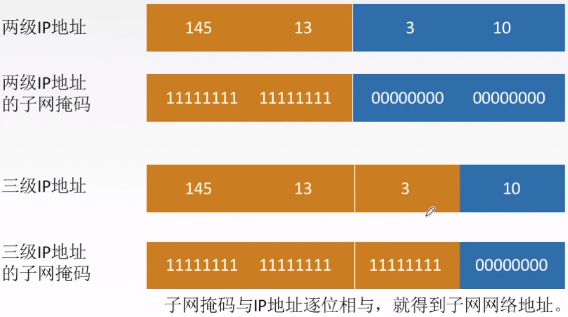 两级IP地址 145 13 3 10
两级IP地址
的子网掩码 11111111 11111111 00000000 00000000
三级IP地址 145 13 3 10
三级IP地址
的子网掩码 11111111 11111111 11111111 00000000
子网掩码与IP地址逐位相与，就得到子网网络地址。